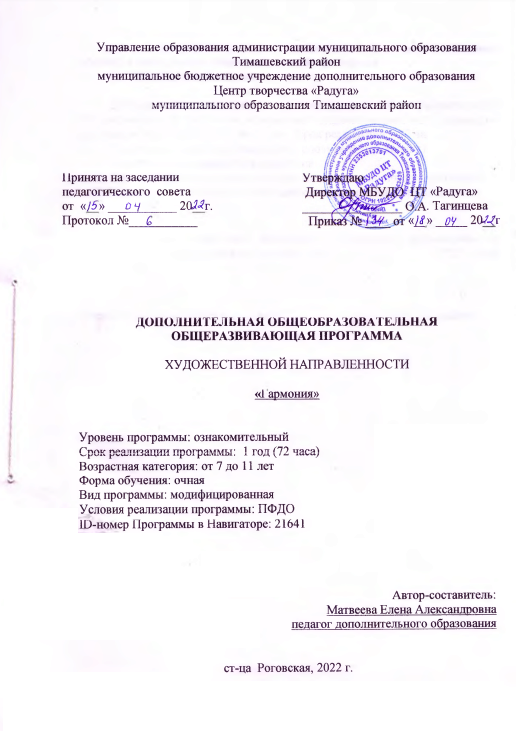 Управление образования администрации муниципального образования
Тимашевский район
муниципальное бюджетное учреждение дополнительного образования
Центр творчества «Радуга»
муниципального образования Тимашевский район
Принята на заседании
педагогического совета
от «15» 04 2022г.
Протокол № 6
Утверждаю
Директор МБУДО ЦТ «Радуга»
О.А. Тагинцева
Приказ № 134 от «18» 04 2022г
МБУДО ЦТ
«Радуга»
ДОПОЛНИТЕЛЬНАЯ ОБЩЕОБРАЗОВАТЕЛЬНАЯ
ОБЩЕРАЗВИВАЮЩАЯ ПРОГРАММА
ХУДОЖЕСТВЕННОЙ НАПРАВЛЕННОСТИ
«Гармония»
Уровень программы: ознакомительный
Срок реализации программы: 1 год (72 часа)
Возрастная категория: от 7 до 11 лет
Форма обучения: очная
Вид программы: модифицированная
Условия реализации программы: ПФДО
ID-номер Программы в Навигаторе: 21641
Автор-составитель:
Матвеева Елена Александровна
педагог дополнительного образования
ст-ца Роговская, 2022 г.